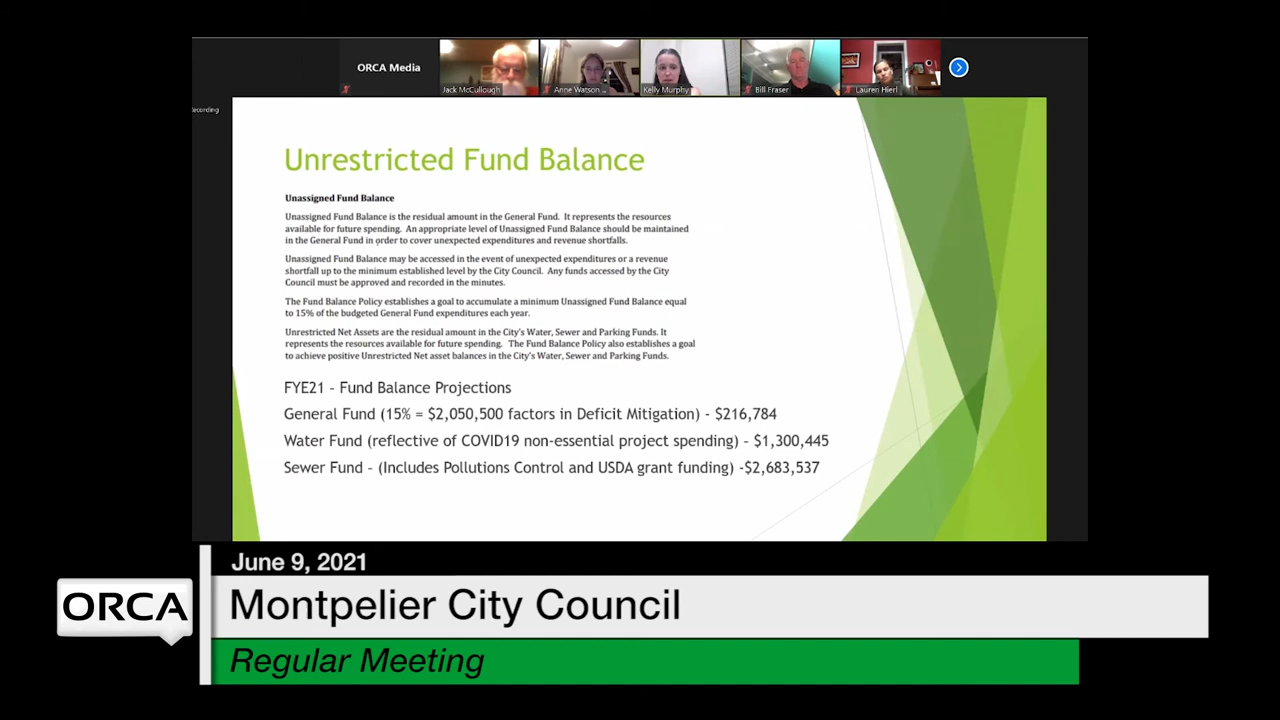 ORCA Media
Jack McCullough
Anne Watson ...
Kelly Murphy
Bill Fraser
Lauren Hierl
Recording
Unrestricted Fund Balance
Unassigned Fund Balance
Unassigned Fund Balance is the residual amount in the General Fund. It represents the resources
available for future spending. An appropriate level of Unassigned Fund Balance should be maintained
in the General Fund in order to cover unexpected expenditures and revenue shortfalls.
Unassigned Fund Balance may be accessed in the event of unexpected expenditures or a revenue
shortfall up to the minimum established level by the City Council. Any funds accessed by the City
Council must be approved and recorded in the minutes.
The Fund Balance Policy establishes a goal to accumulate a minimum Unassigned Fund Balance equal
to 15% of the budgeted General Fund expenditures each year.
Unrestricted Net Assets are the residual amount in the City's Water, Sewer and Parking Funds. It
represents the resources available for future spending. The Fund Balance Policy also establishes a goal
to achieve positive Unrestricted Net asset balances in the City's Water, Sewer and Parking Funds.
FYE21 – Fund Balance Projections
General Fund (15% = $2,050,500 factors in Deficit Mitigation) - $216,784
Water Fund (reflective of COVID19 non-essential project spending) – $1,300,445
Sewer Fund – (Includes Pollutions Control and USDA grant funding) -$2,683,537
June 9, 2021
ORCA
Montpelier City Council
Regular Meeting